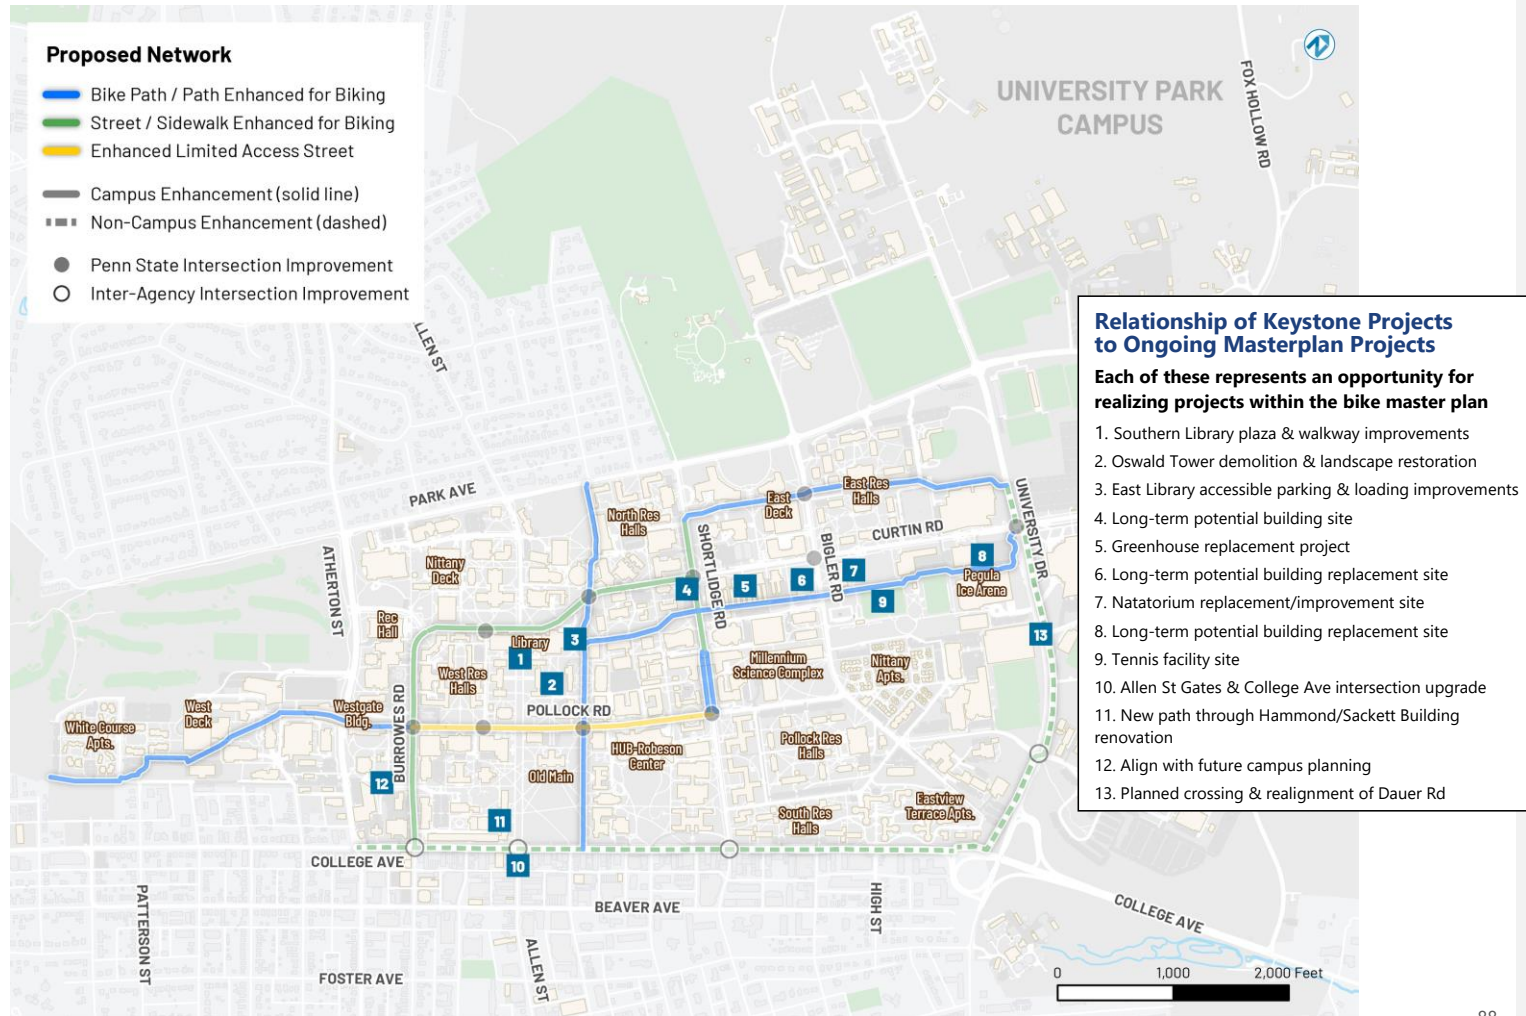 Proposed Network
Bike Path / Path Enhanced for Biking
Street / Sidewalk Enhanced for Biking
Enhanced Limited Access Street
Campus Enhancement (solid line)
Non-Campus Enhancement (dashed)
Penn State Intersection Improvement
Inter-Agency Intersection Improvement
UNIVERSITY PARK
CAMPUS
FOX HOLLOW RD
Relationship of Keystone Projects
to Ongoing Masterplan Projects
Each of these represents an opportunity for
realizing projects within the bike master plan
1. Southern Library plaza & walkway improvements
2. Oswald Tower demolition & landscape restoration
3. East Library accessible parking & loading improvements
4. Long-term potential building site
5. Greenhouse replacement project
6. Long-term potential building replacement site
7. Natatorium replacement/improvement site
8. Long-term potential building replacement site
9. Tennis facility site
10. Allen St Gates & College Ave intersection upgrade
11. New path through Hammond/Sackett Building
renovation
12. Align with future campus planning
13. Planned crossing & realignment of Dauer Rd
LLEN ST
PARK AVE
North Res
Halls
East
Deck
East Res
Halls
UNIVERSITY DR
CURTIN RD
SHORTLIDGE RD
BIGLER RD
ATHERTON ST
Nittany
Deck
8
Pegula
Ice Arena
7
6
5
4
9
Rec
Hall
Library
1
3
13
2
West Res
Halls
Millennium
Science Complex
Nittany
Apts.
POLLOCK RD
West
Deck
Westgate
Bldg.
White Course
Apts.
BURROWES RD
HUB-Robeson
Center
Pollock Res
Halls
Old Main
12
11
South Res
Halls
Eastview
Terrace Apts.
COLLEGE AVE
10
PATTERSON ST
BEAVER AVE
HIGH ST
COLLEGE AVE
FOSTER AVE
ALLEN ST
0
1,000
2,000 Feet